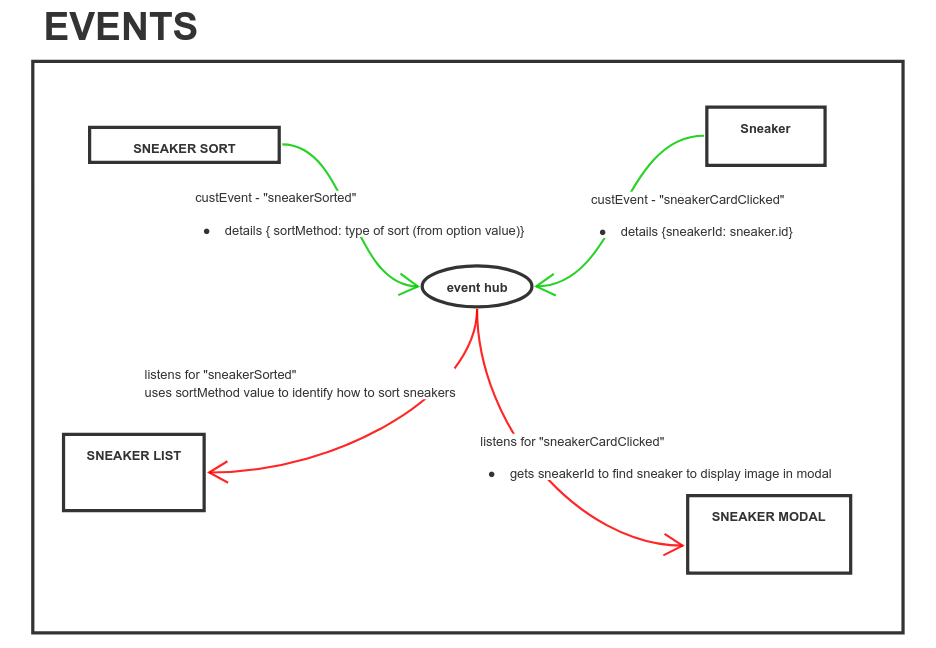 EVENTS
SNEAKER SORT
Sneaker
custEvent - "sneakerSorted"
● details { sortMethod: type of sort (from option value)}
custEvent - "sneakerCardClicked"
● details {sneakerId: sneaker.id}
event hub
listens for "sneakerSorted"
uses sortMethod value to identify how to sort sneakers
SNEAKER LIST
listens for "sneakerCardClicked"
● gets sneakerId to find sneaker to display image in modal
SNEAKER MODAL